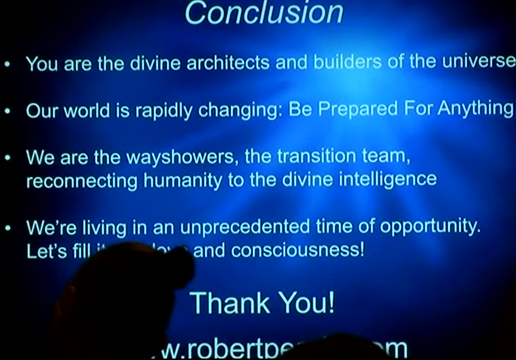 Conclusion
• You are the divine architects and builders of the universe
• Our world is rapidly changing: Be Prepared For Anything
• We are the wayshowers, the transition team,
reconnecting humanity to the divine intelligence
• We're living in an unprecedented time of opportunity.
Let's fill and consciousness!
Thank You!